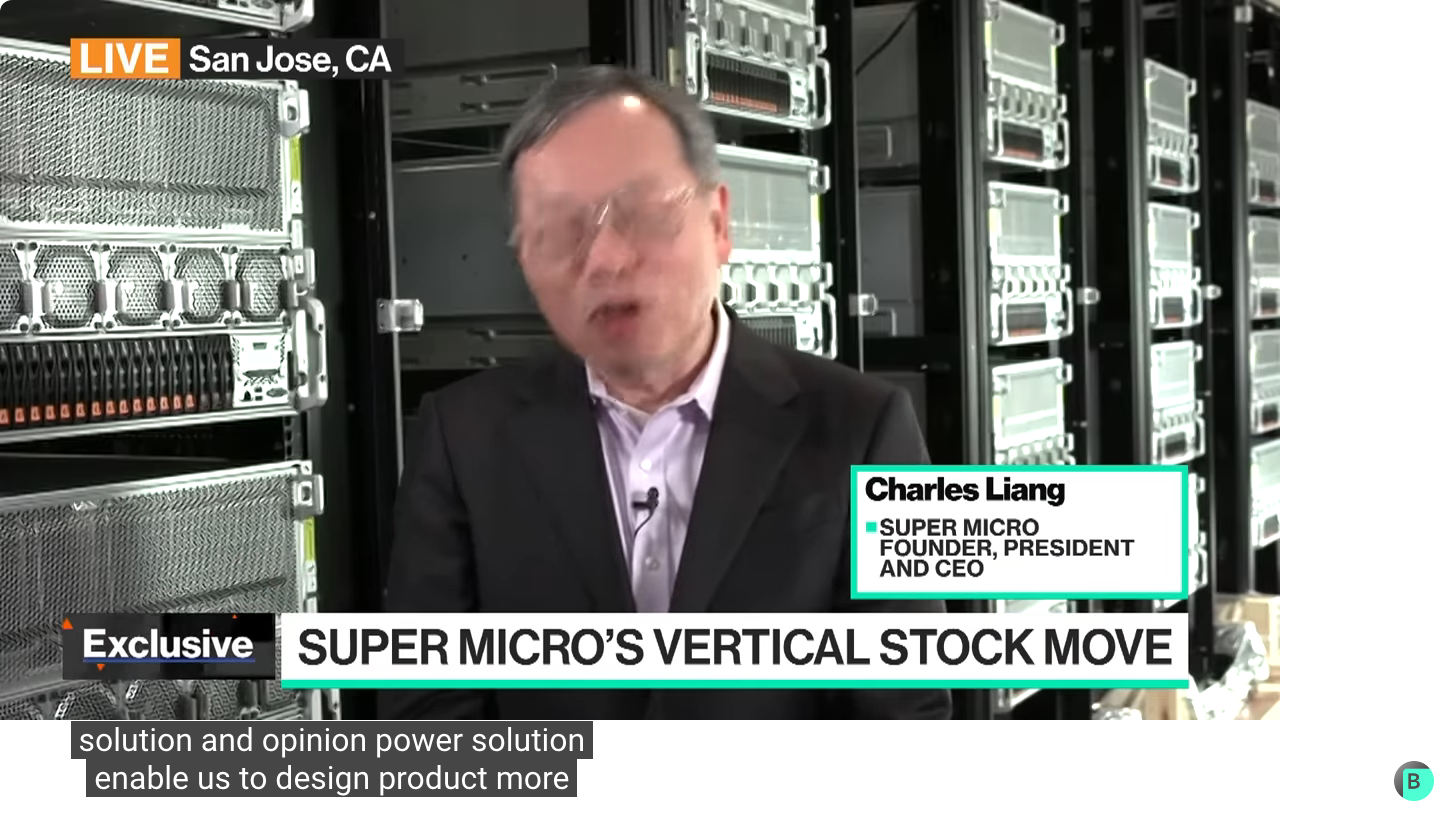 LIVE San Jose, CA
Charles Liang
SUPER MICRO
FOUNDER, PRESIDENT
AND CEO
Exclusive
SUPER MICRO'S VERTICAL STOCK MOVE
solution and opinion power solution
enable us to design product more
B